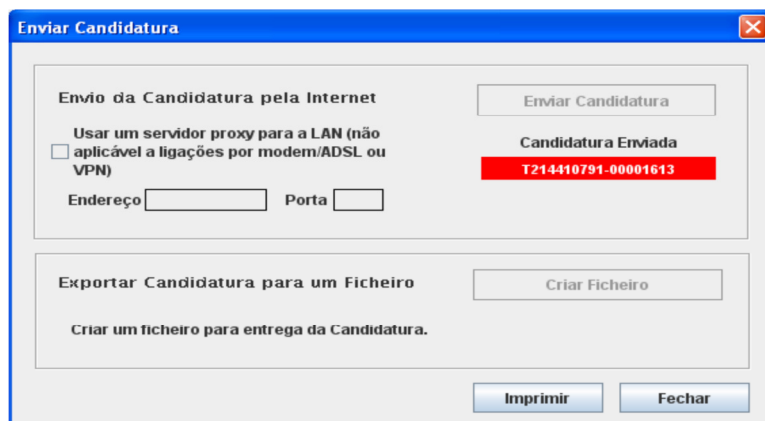 Enviar Candidatura
Envio da Candidatura pela Internet
Enviar Candidatura
Usar um servidor proxy para a LAN (não
aplicável a ligações por modem/ADSL ou
VPN)
Candidatura Enviada
T214410791-00001613
Endereço
Porta
Exportar Candidatura para um Ficheiro
Criar Ficheiro
Criar um ficheiro para entrega da Candidatura.
Imprimir
Fechar